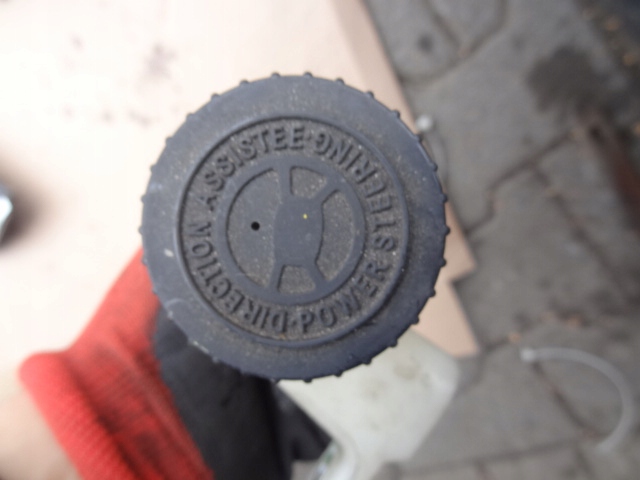 DIRECTION ASSISTEE·
POWER STEERING·